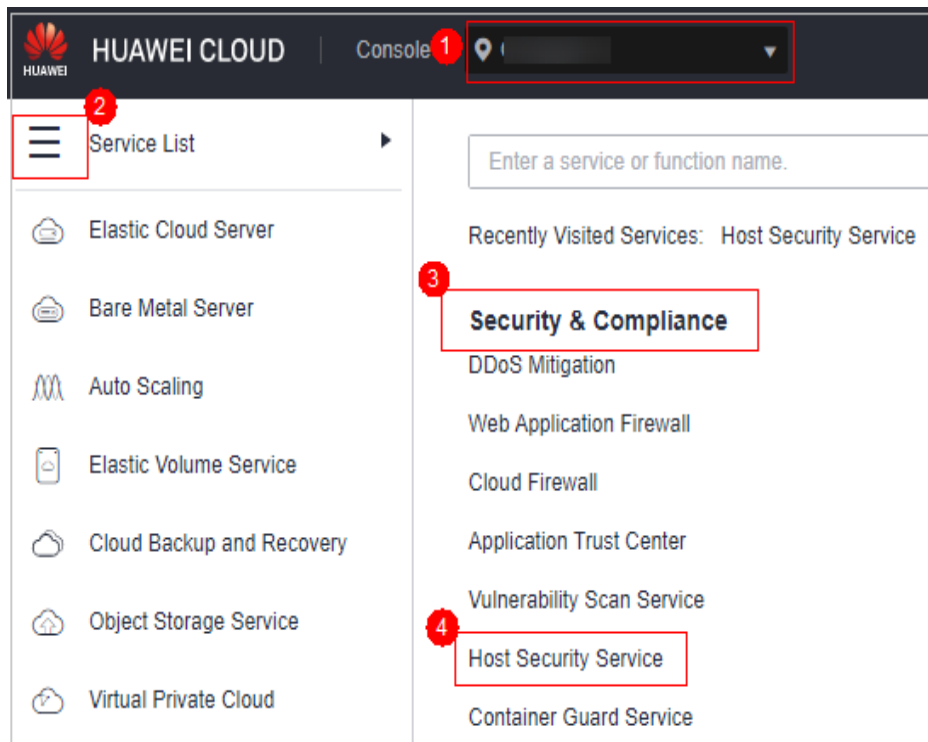 HUAWEI
HUAWEI CLOUD
Console
1
2
Service List
Elastic Cloud Server
Bare Metal Server
Auto Scaling
Elastic Volume Service
Cloud Backup and Recovery
Object Storage Service
Virtual Private Cloud
Enter a service or function name.
Recently Visited Services: Host Security Service
3
Security & Compliance
DDoS Mitigation
Web Application Firewall
Cloud Firewall
Application Trust Center
Vulnerability Scan Service
4
Host Security Service
Container Guard Service